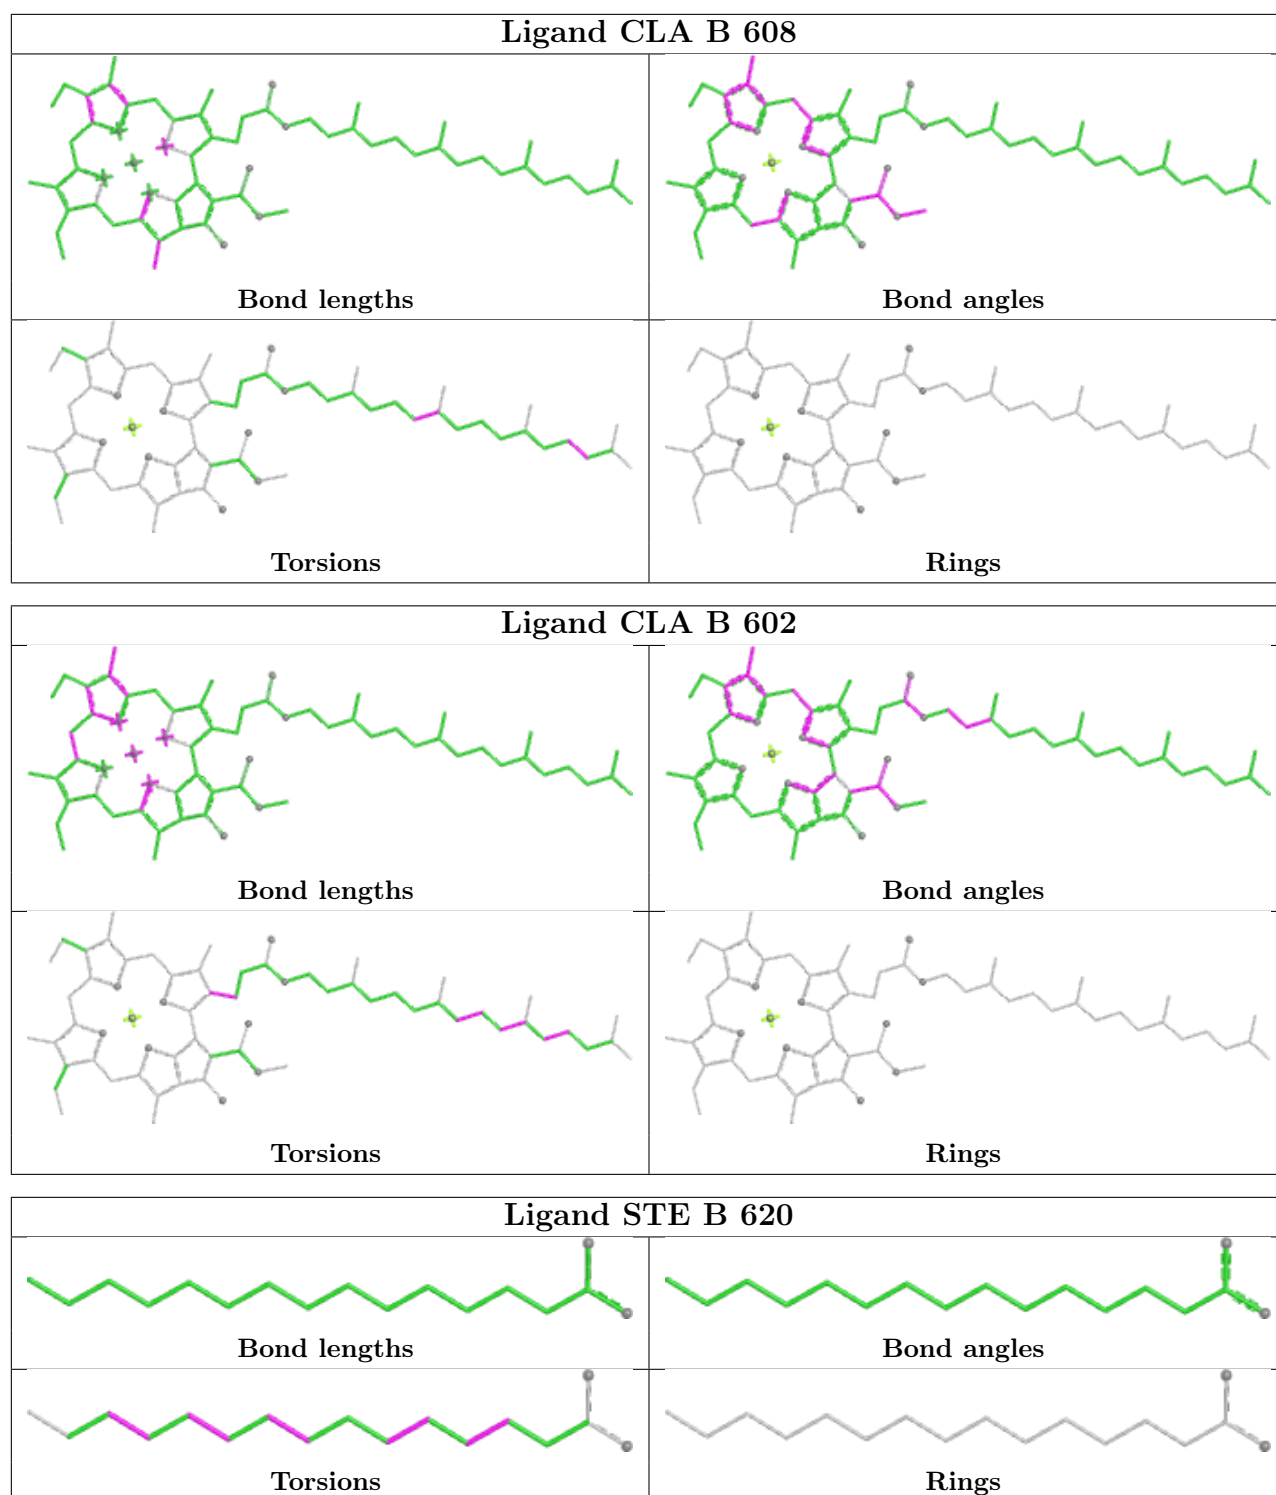 Ligand CLA B 608
Bond lengths
Bond angles
Torsions
Rings
Ligand CLA B 602
Bond lengths
Bond angles
Torsions
Rings
Ligand STE B 620
Bond lengths
Bond angles
Torsions
Rings